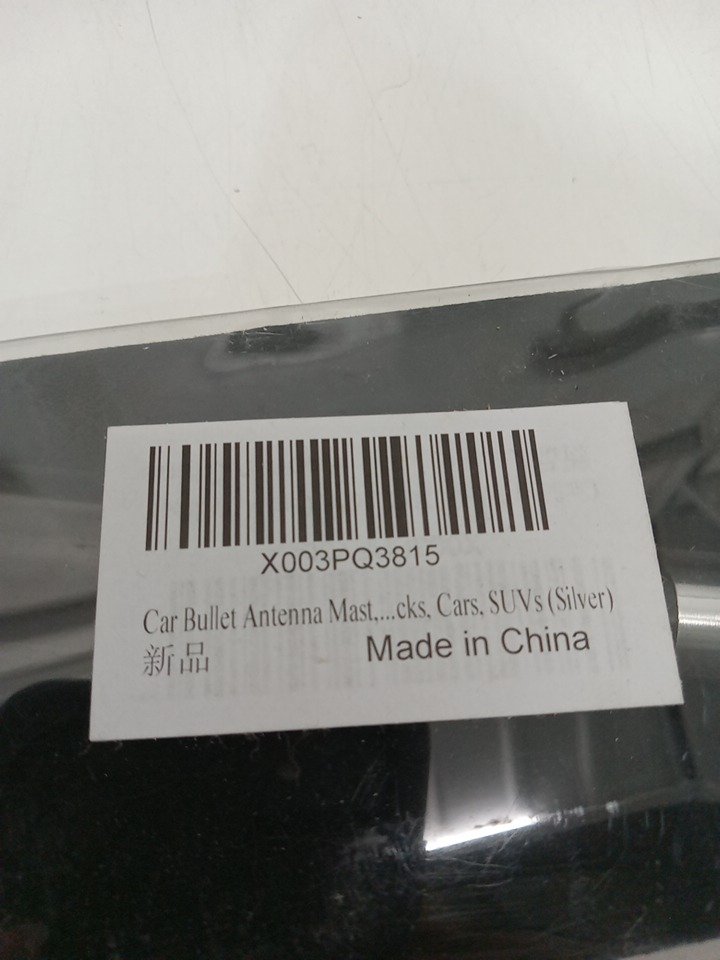 X003PQ3815
Car Bullet Antenna Mast,...cks, Cars, SUVs (Silver)
新品
Made in China